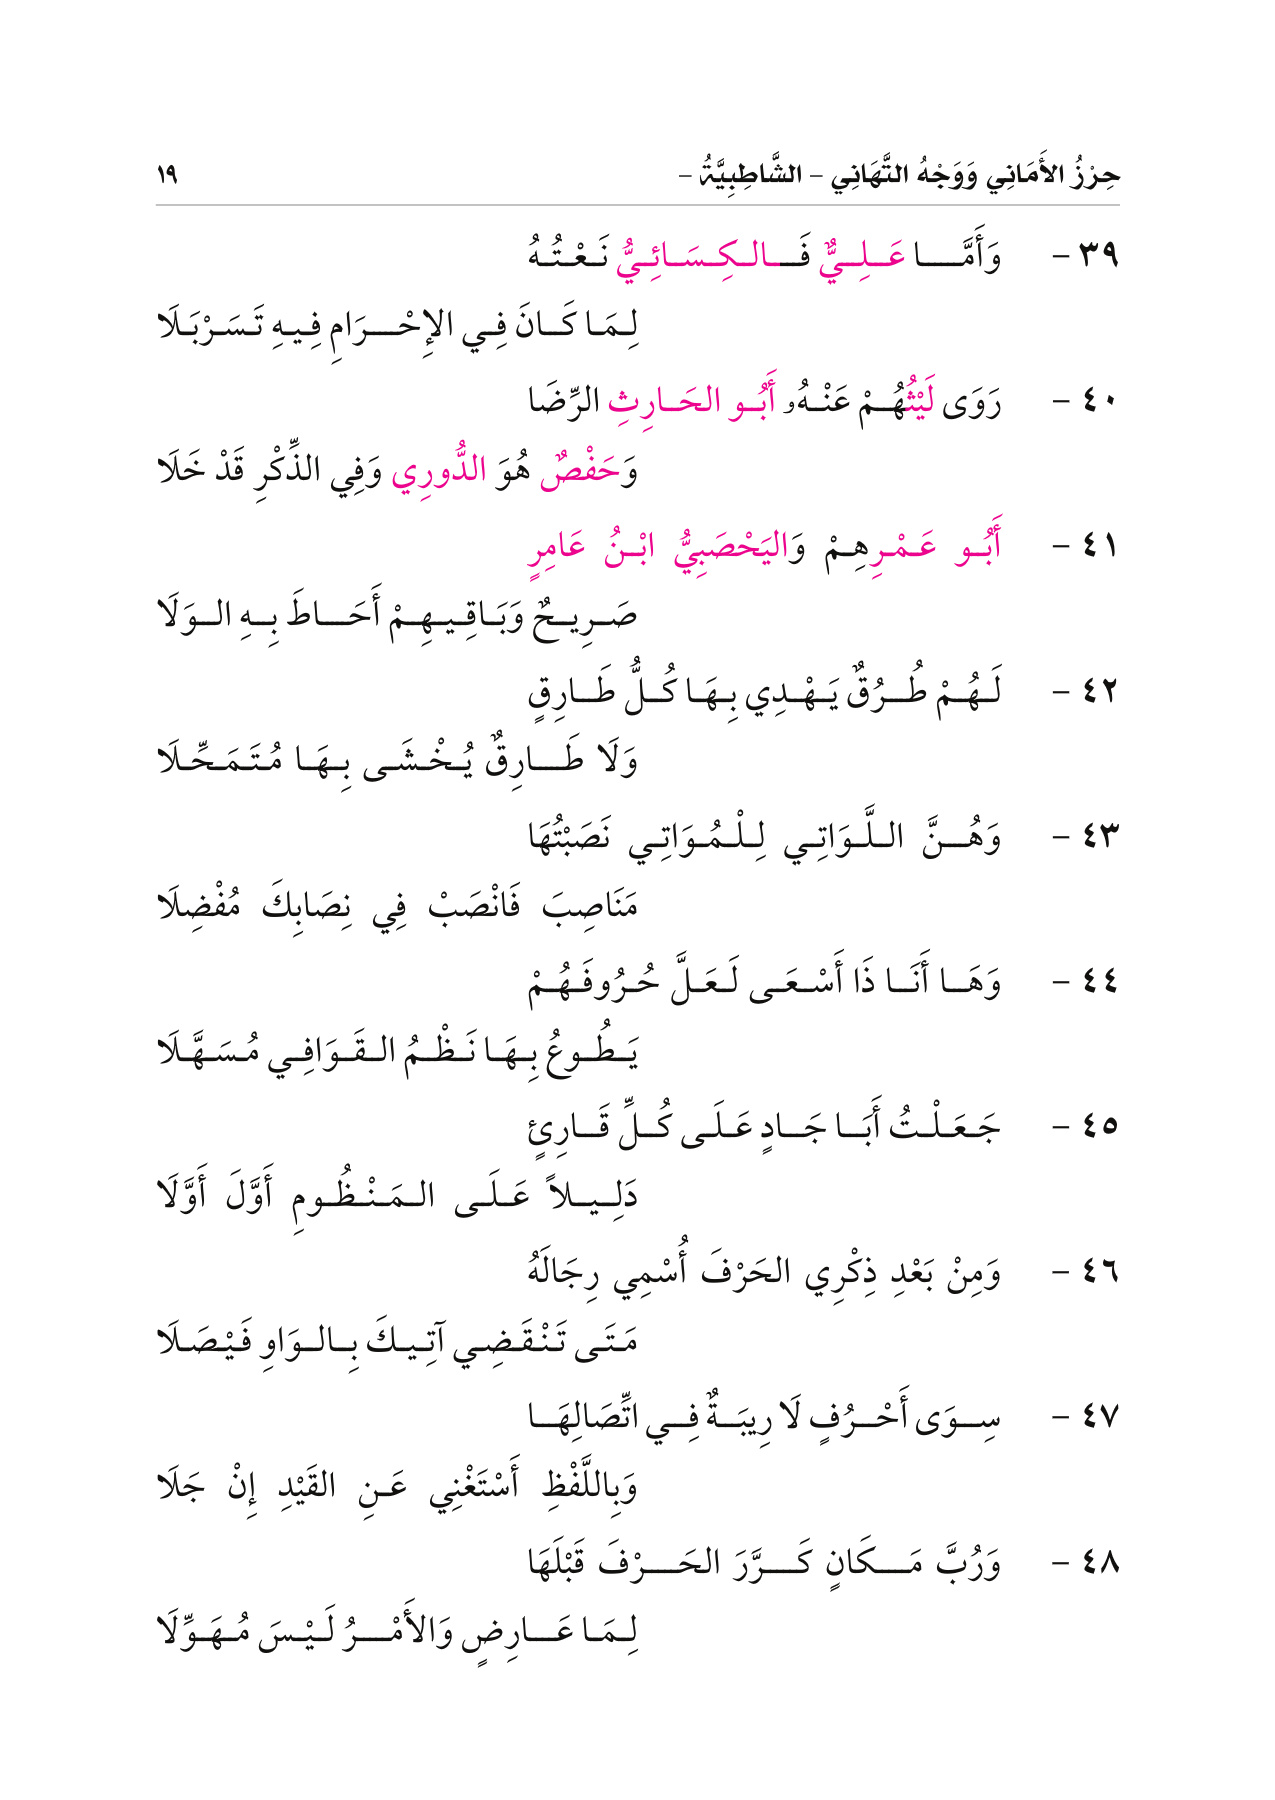 حِرْزُ الأَمَانِي وَوَجْهُ التَّهَانِي – الشَّاطِبِيَّةُ – ١٩
٣٩ – وَأَمَّا عَلِيٌّ فَالكِسَائِيُّ نَعْتُهُ
لِمَا كَانَ فِي الإِحْرَامِ فِيهِ تَسَرْبَلَا
٤٠ – رَوَى لَيْثُهُمْ عَنْهُۥ أَبُو الحَارِثِ الرِّضَا
وَحَفْصٌ هُوَ الدُّورِي وَفِي الذِّكْرِ قَدْ خَلَا
٤١ – أَبُو عَمْرِهِمْ وَاليَحْصَبِيُّ ابْنُ عَامِرٍ
صَرِيحٌ وَبَاقِيهِمْ أَحَاطَ بِهِ الوَلَا
٤٢ – لَهُمْ طُرُقٌ يَهْدِي بِهَا كُلُّ طَارِقٍ
وَلَا طَارِقٌ يُخْشَى بِهَا مُتَمَحِّلَا
٤٣ – وَهُنَّ اللَّوَاتِي لِلْمُوَاتِي نَصَبْتُهَا
مَنَاصِبَ فَانْصَبْ فِي نِصَابِكَ مُفْضِلَا
٤٤ – وَهَا أَنَا ذَا أَسْعَى لَعَلَّ حُرُوفَهُمْ
يَطُوعُ بِهَا نَظْمُ القَوَافِي مُسَهَّلَا
٤٥ – جَعَلْتُ أَبَا جَادٍ عَلَى كُلِّ قَارِئٍ
دَلِيلاً عَلَى المَنْظُومِ أَوَّلَ أَوَّلَا
٤٦ – وَمِنْ بَعْدِ ذِكْرِي الحَرْفَ أُسْمِي رِجَالَهُ
مَتَى تَنْقَضِي آتِيكَ بِالوَاوِ فَيْصَلَا
٤٧ – سِوَى أَحْرُفٍ لَا رِيبَةٌ فِي اتِّصَالِهَا
وَبِاللَّفْظِ أَسْتَغْنِي عَنِ القَيْدِ إِنْ جَلَا
٤٨ – وَرُبَّ مَكَانٍ كَرَّرَ الحَرْفَ قَبْلَهَا
لِمَا عَارِضٍ وَالأَمْرُ لَيْسَ مُهَوِّلَا